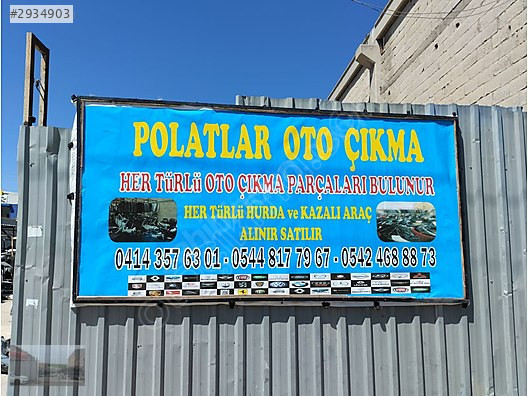 #2934903
POLATLAR OTO ÇIKMA
HER TÜRLÜ OTO ÇIKMA PARÇALARI BULUNUR
HER TÜRLÜ HURDA ve KAZALI ARAÇ
ALINIR SATILIR
0414 357 63 01 - 0544 817 79 67 - 0542 468 88 73